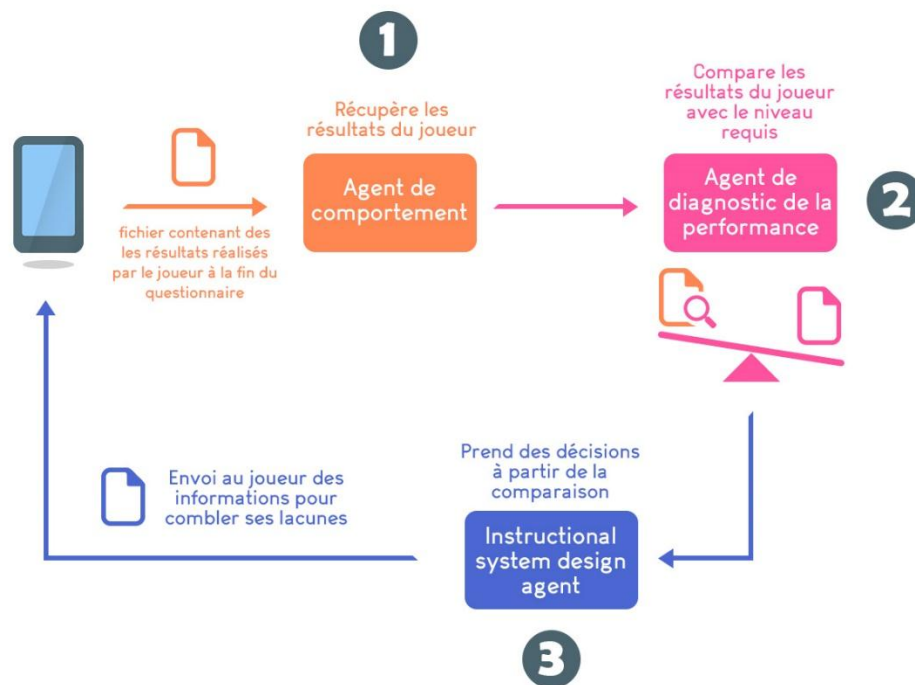 1
Récupère les
résultats du joueur
Agent de
comportement
fichier contenant des
les résultats réalisés
par le joueur à la fin du
questionnaire
Compare les
résultats du joueur
avec le niveau
requis
Agent de
diagnostic de la
performance
2
Prend des décisions
à partir de la
comparaison
Instructional
system design
agent
3
Envoi au joueur des
informations pour
combler ses lacunes